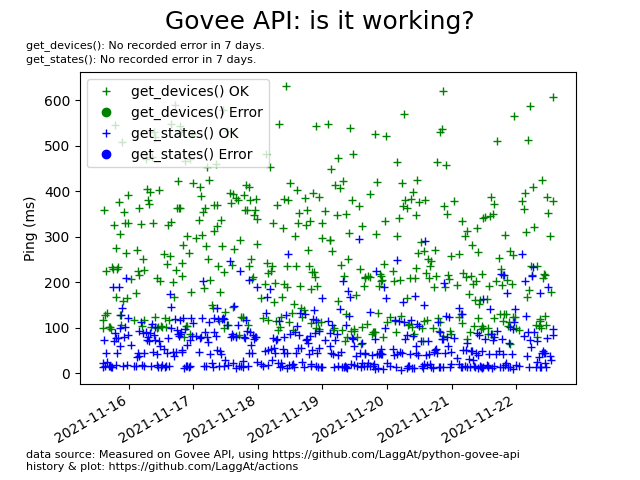 Govee API: is it working?
get_devices(): No recorded error in 7 days.
get_states(): No recorded error in 7 days.
get_devices() OK
get_devices() Error
get_states() OK
get_states() Error
Ping (ms)
600
500
400
300
200
100
0
2021-11-16
2021-11-17
2021-11-18
2021-11-19
2021-11-20
2021-11-21
2021-11-22
data source: Measured on Govee API, using https://github.com/LaggAt/python-govee-api
history & plot: https://github.com/LaggAt/actions